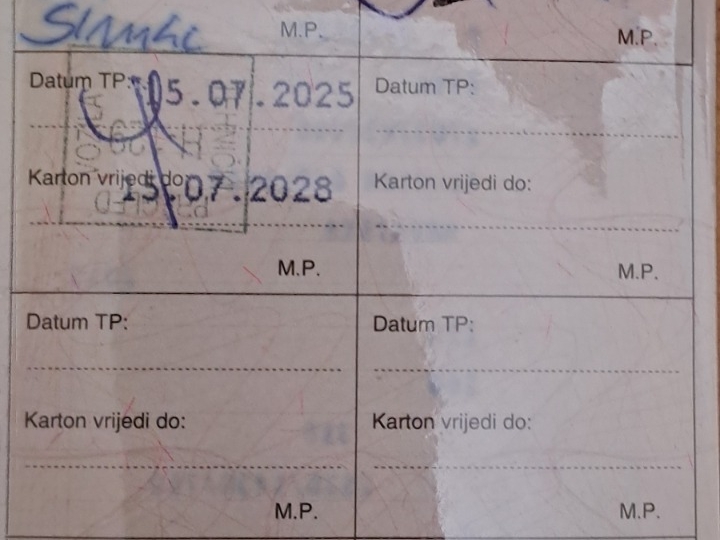 M.P. M.P.
Datum TP: 15.07.2025 Datum TP:
Karton vrijedi do: 15.07.2028 Karton vrijedi do:
M.P. M.P.
Datum TP: Datum TP:
Karton vrijedi do: Karton vrijedi do:
M.P. M.P.